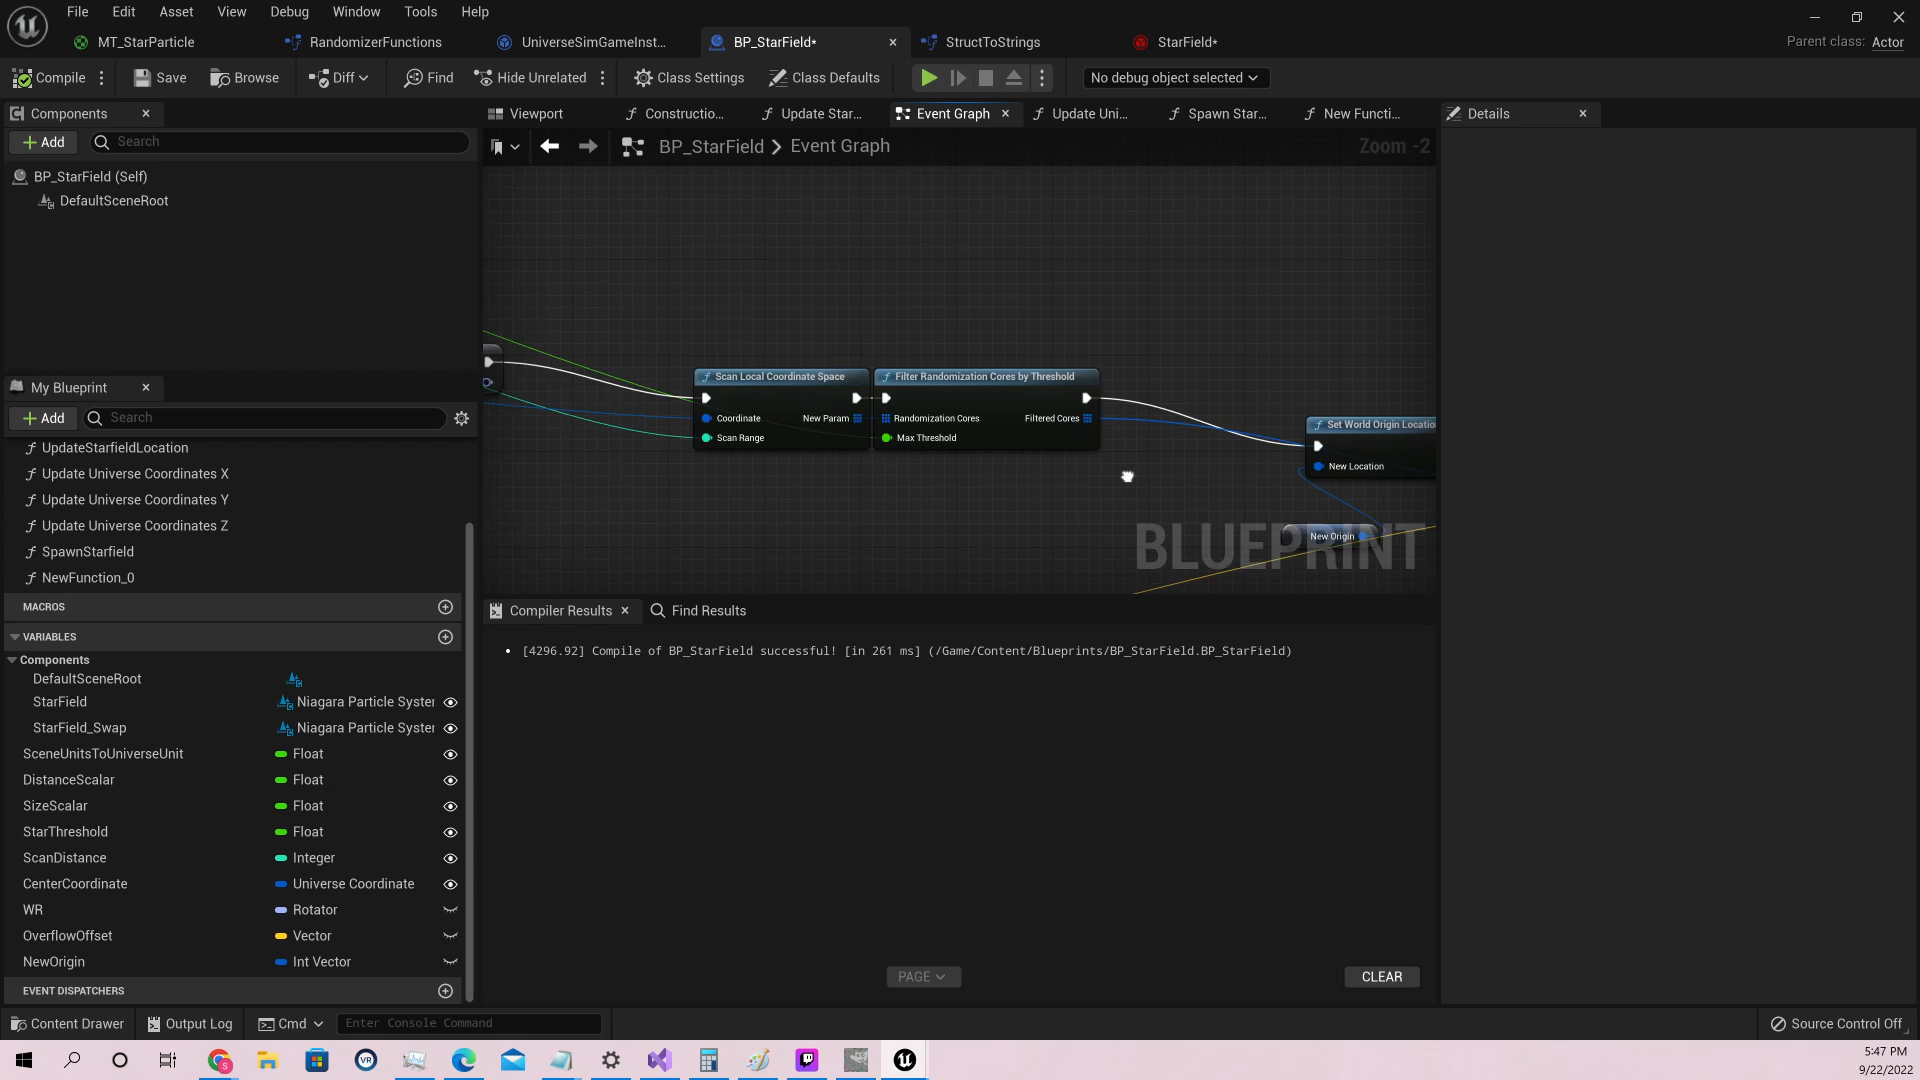 File Edit Asset View Debug Window Tools Help
MT_StarParticle RandomizerFunctions UniverseSimGameInst... BP_StarField* StructToStrings StarField* Parent class: Actor
Compile Save Browse Diff Find Hide Unrelated Class Settings Class Defaults No debug object selected
Components
Add Search
BP_StarField (Self)
DefaultSceneRoot
My Blueprint
Add Search
UpdateStarfieldLocation
Update Universe Coordinates X
Update Universe Coordinates Y
Update Universe Coordinates Z
SpawnStarfield
NewFunction_0
MACROS
VARIABLES
Components
DefaultSceneRoot
StarField Niagara Particle Syster
StarField_Swap Niagara Particle Syster
SceneUnitsToUniverseUnit Float
DistanceScalar Float
SizeScalar Float
StarThreshold Float
ScanDistance Integer
CenterCoordinate Universe Coordinate
WR Rotator
OverflowOffset Vector
NewOrigin Int Vector
EVENT DISPATCHERS
Viewport Constructio... Update Star... Event Graph Update Uni... Spawn Star... New Functi...
BP_StarField > Event Graph Zoom -2
Scan Local Coordinate Space
Coordinate New Param
Scan Range
Filter Randomization Cores by Threshold
Randomization Cores Filtered Cores
Max Threshold
Set World Origin Locatio
New Location
New Origin
BLUEPRINT
Compiler Results Find Results
• [4296.92] Compile of BP_StarField successful! [in 261 ms] (/Game/Content/Blueprints/BP_StarField.BP_StarField)
PAGE CLEAR
Details
Content Drawer Output Log Cmd Enter Console Command Source Control Off
5:47 PM
9/22/2022